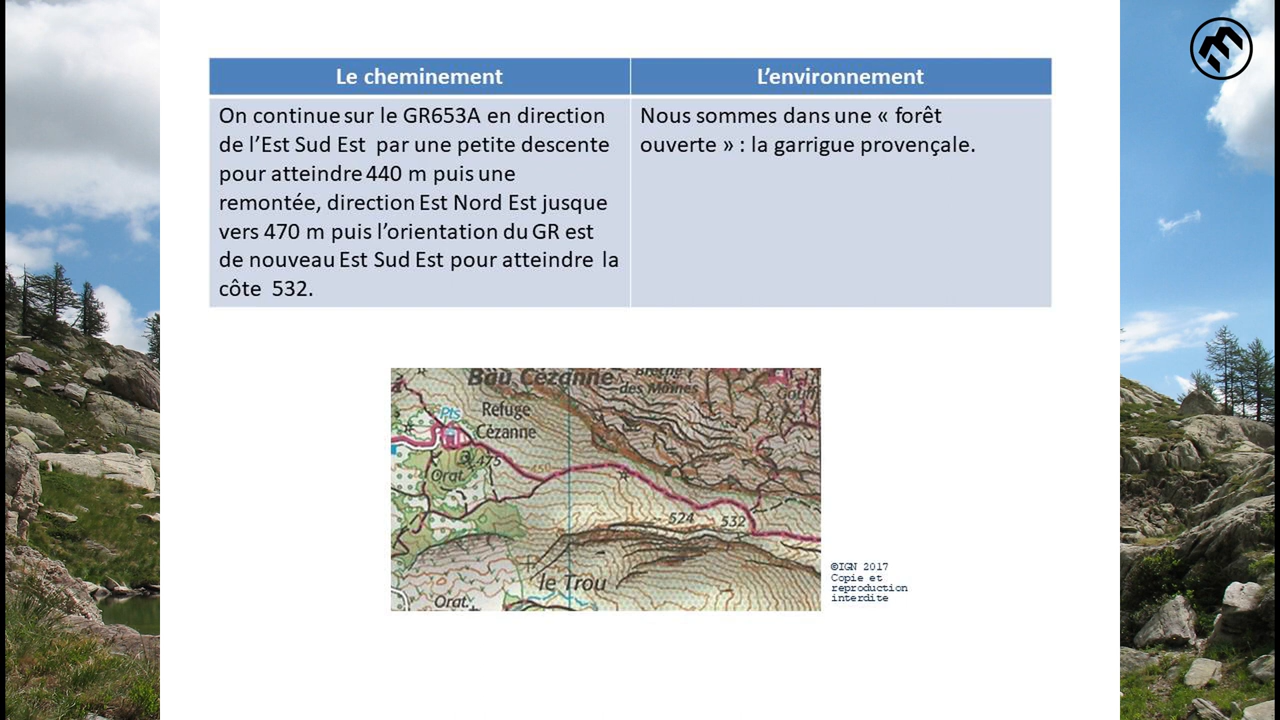 Le cheminement
L’environnement
On continue sur le GR653A en direction
de l’Est Sud Est par une petite descente
pour atteindre 440 m puis une
remontée, direction Est Nord Est jusque
vers 470 m puis l’orientation du GR est
de nouveau Est Sud Est pour atteindre la
côte 532.
Nous sommes dans une « forêt
ouverte » : la garrigue provençale.
Bau Cézanne
Brèche
des Moines
Refuge
Cézanne
Pts
475
450
Orat.
524
532
le Trou
Orat.
©IGN 2017
Copie et
reproduction
interdite